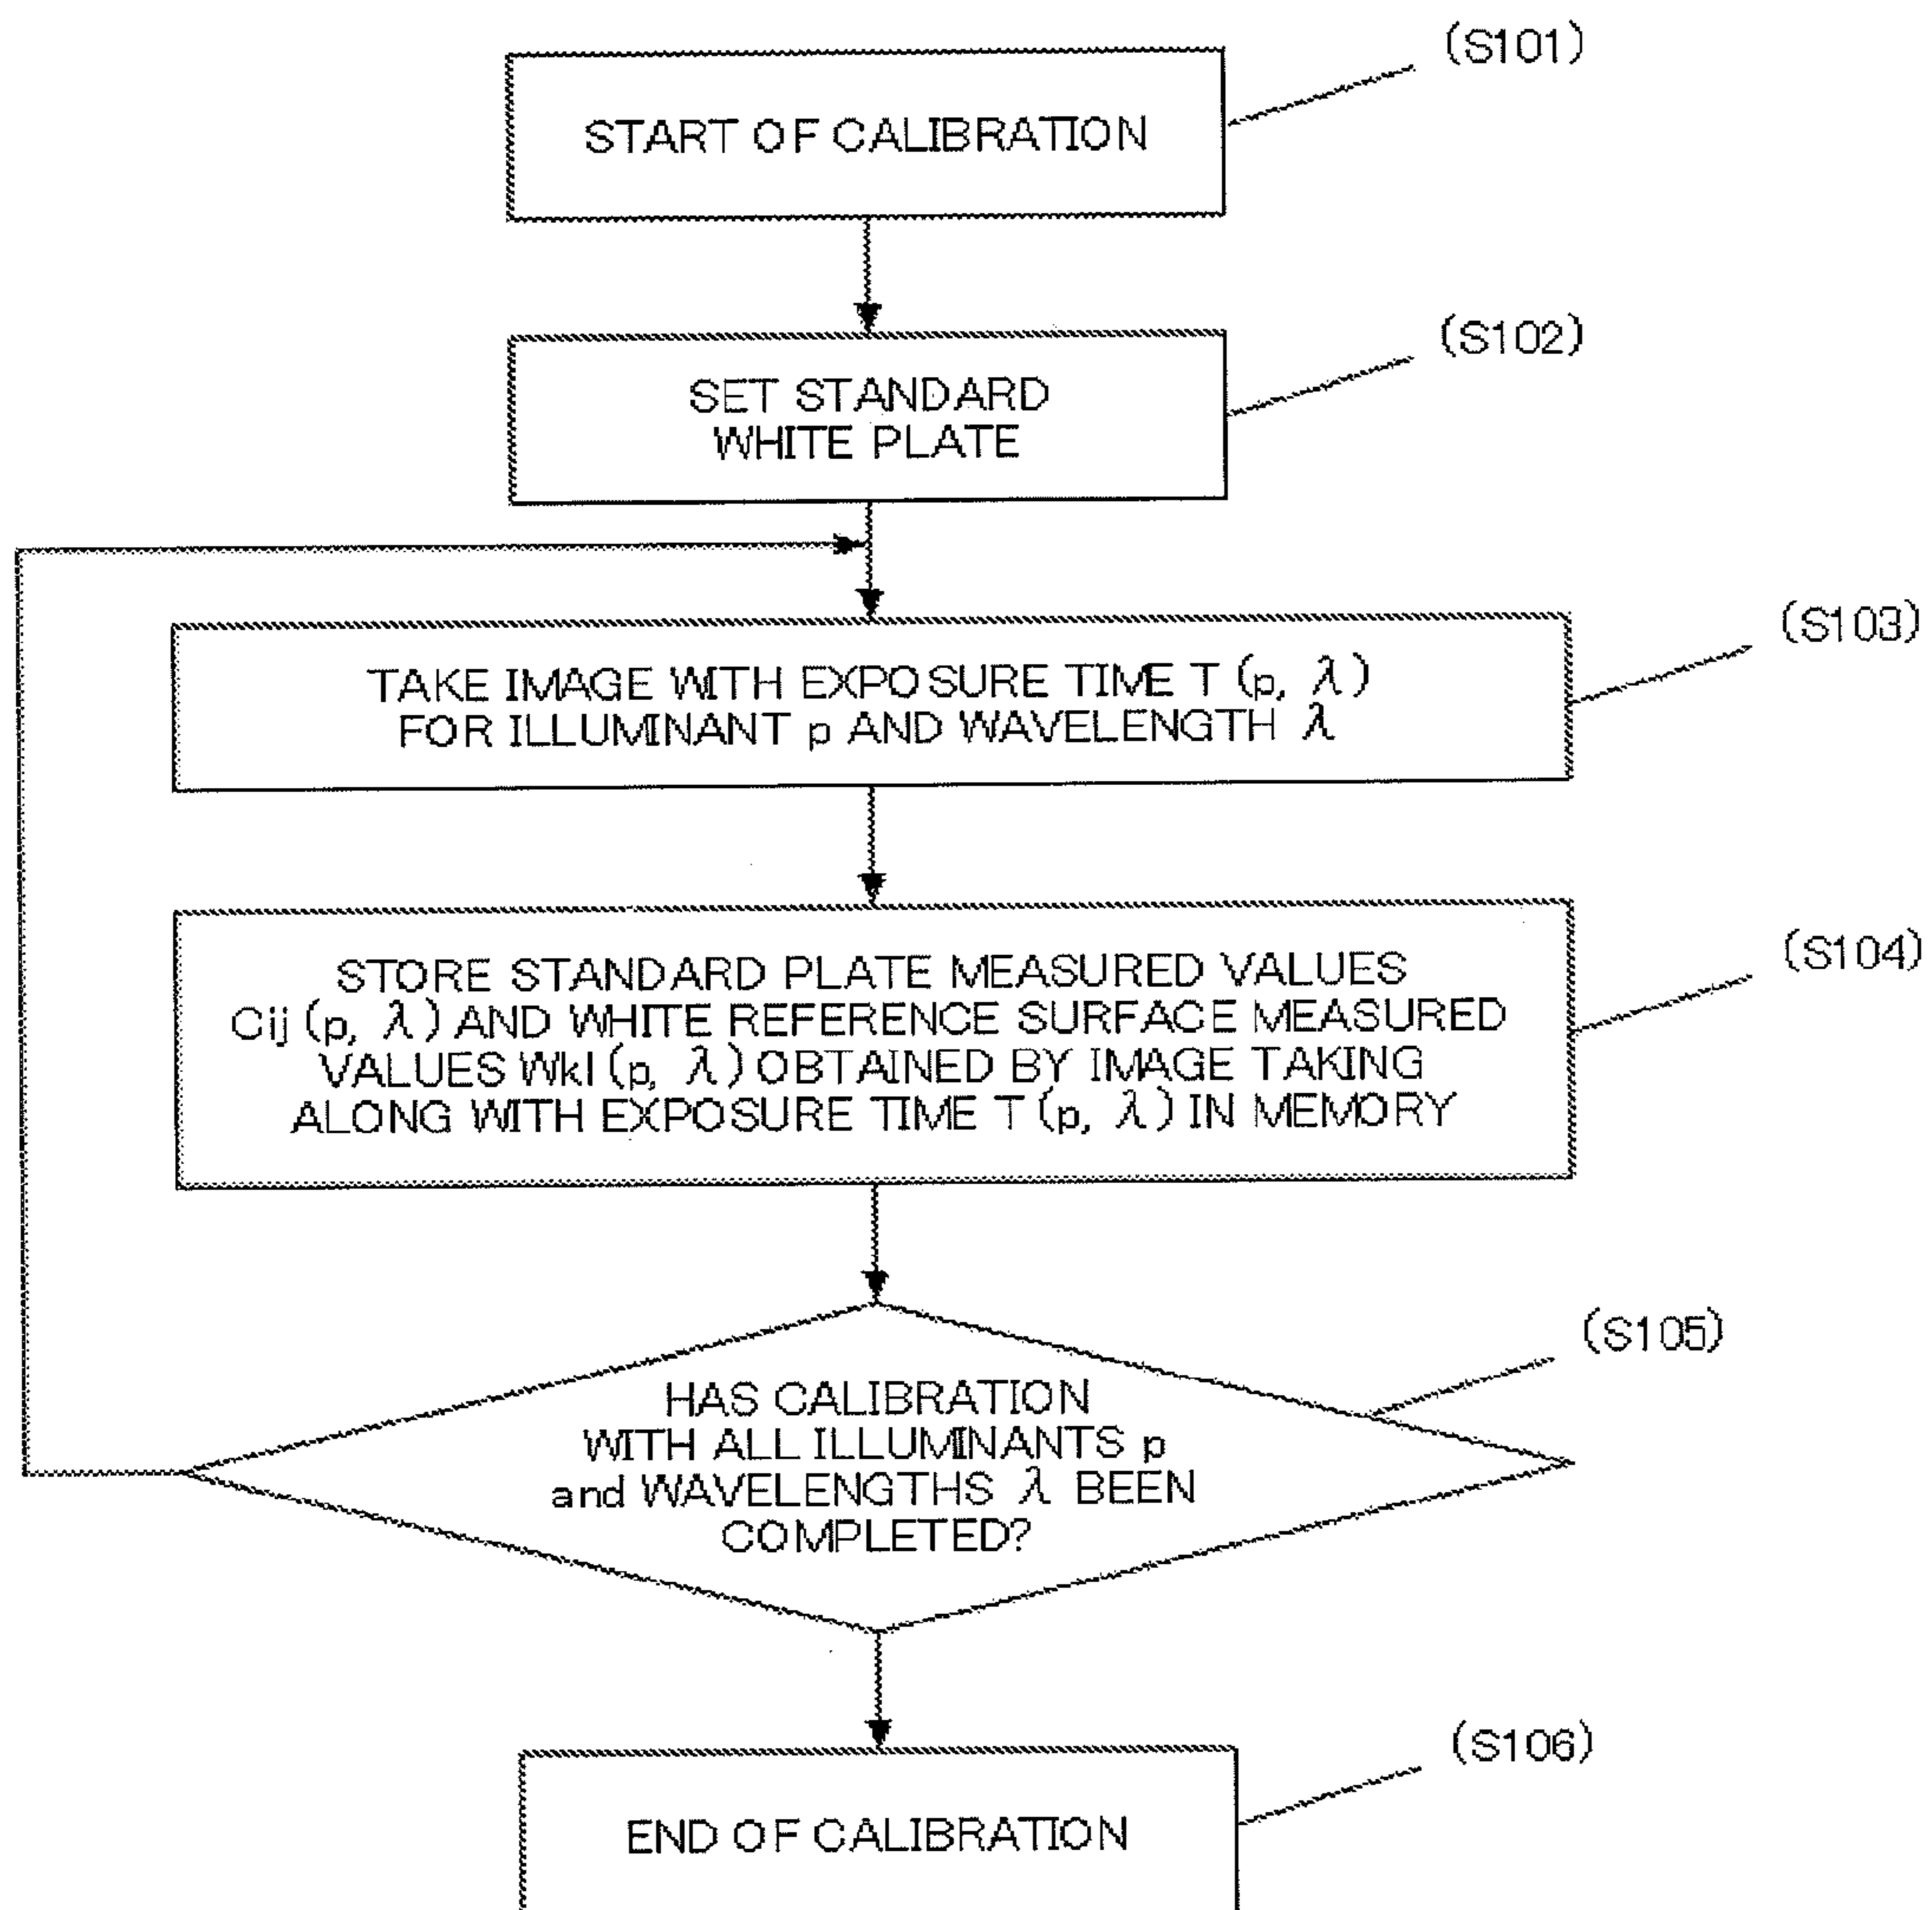 (S101)
START OF CALIBRATION
(S102)
SET STANDARD
WHITE PLATE
(S103)
TAKE IMAGE WITH EXPOSURE TIME T (p, λ)
FOR ILLUMINANT p AND WAVELENGTH λ
(S104)
STORE STANDARD PLATE MEASURED VALUES
Cij (p, λ) AND WHITE REFERENCE SURFACE MEASURED
VALUES Wkl (p, λ) OBTAINED BY IMAGE TAKING
ALONG WITH EXPOSURE TIME T (p, λ) IN MEMORY
(S105)
HAS CALIBRATION
WITH ALL ILLUMINANTS p
and WAVELENGTHS λ BEEN
COMPLETED?
(S106)
END OF CALIBRATION